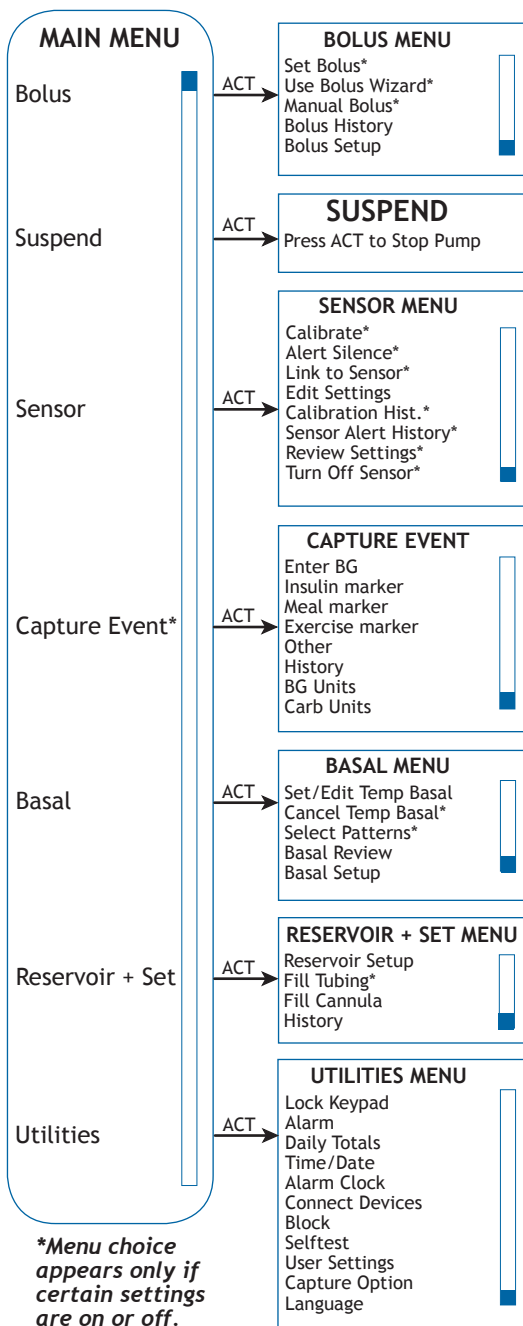 MAIN MENU
Bolus
ACT
BOLUS MENU
Set Bolus*
Use Bolus Wizard*
Manual Bolus*
Bolus History
Bolus Setup
Suspend
ACT
SUSPEND
Press ACT to Stop Pump
Sensor
ACT
SENSOR MENU
Calibrate*
Alert Silence*
Link to Sensor*
Edit Settings
Calibration Hist.*
Sensor Alert History*
Review Settings*
Turn Off Sensor*
Capture Event*
ACT
CAPTURE EVENT
Enter BG
Insulin marker
Meal marker
Exercise marker
Other
History
BG Units
Carb Units
Basal
ACT
BASAL MENU
Set/Edit Temp Basal
Cancel Temp Basal*
Select Patterns*
Basal Review
Basal Setup
Reservoir + Set
ACT
RESERVOIR + SET MENU
Reservoir Setup
Fill Tubing*
Fill Cannula
History
Utilities
ACT
UTILITIES MENU
Lock Keypad
Alarm
Daily Totals
Time/Date
Alarm Clock
Connect Devices
Block
Selftest
User Settings
Capture Option
Language
*Menu choice
appears only if
certain settings
are on or off.